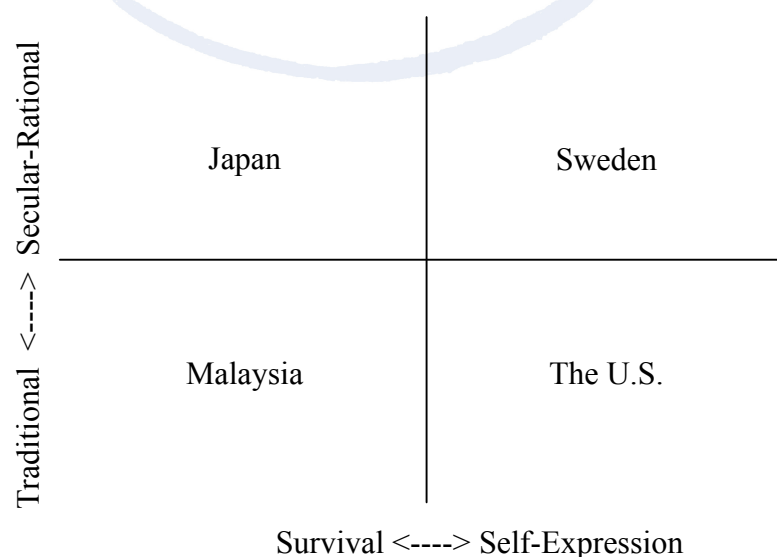 Traditional <----> Secular-Rational
Japan
Sweden
Malaysia
The U.S.
Survival <----> Self-Expression